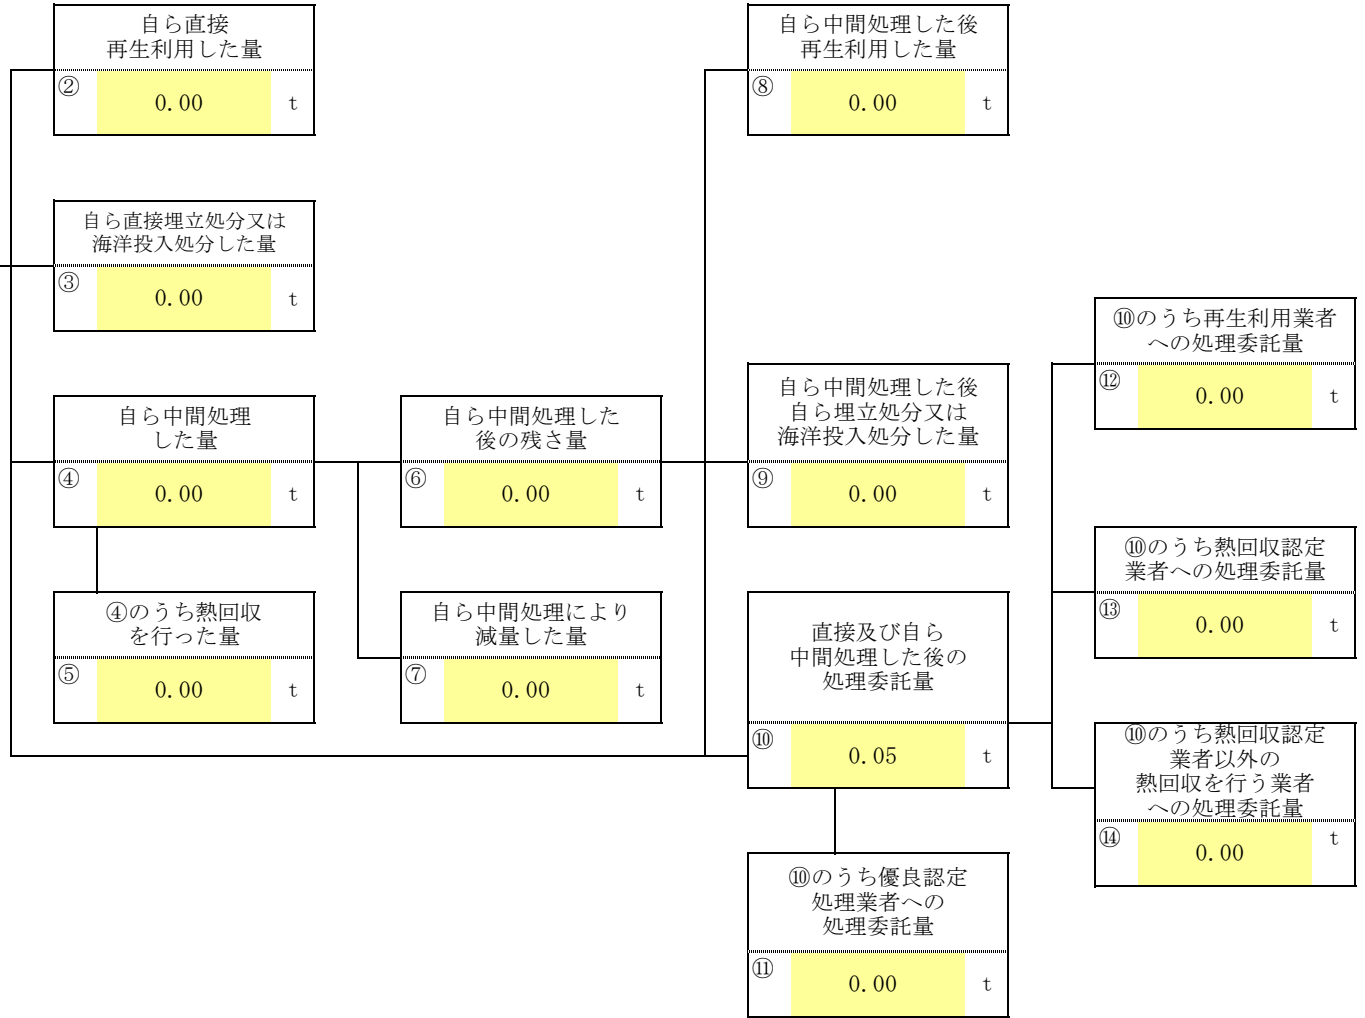 自ら直接
再生利用した量
② 0.00 t
自ら中間処理した後
再生利用した量
⑧ 0.00 t
自ら直接埋立処分又は
海洋投入処分した量
③ 0.00 t
⑩のうち再生利用業者
への処理委託量
⑫ 0.00 t
自ら中間処理
した量
④ 0.00 t
自ら中間処理した
後の残さ量
⑥ 0.00 t
自ら中間処理した後
自ら埋立処分又は
海洋投入処分した量
⑨ 0.00 t
⑩のうち熱回収認定
業者への処理委託量
⑬ 0.00 t
④のうち熱回収
を行った量
⑤ 0.00 t
自ら中間処理により
減量した量
⑦ 0.00 t
直接及び自ら
中間処理した後の
処理委託量
⑩ 0.05 t
⑩のうち熱回収認定
業者以外の
熱回収を行う業者
への処理委託量
⑭ 0.00 t
⑩のうち優良認定
処理業者への
処理委託量
⑪ 0.00 t